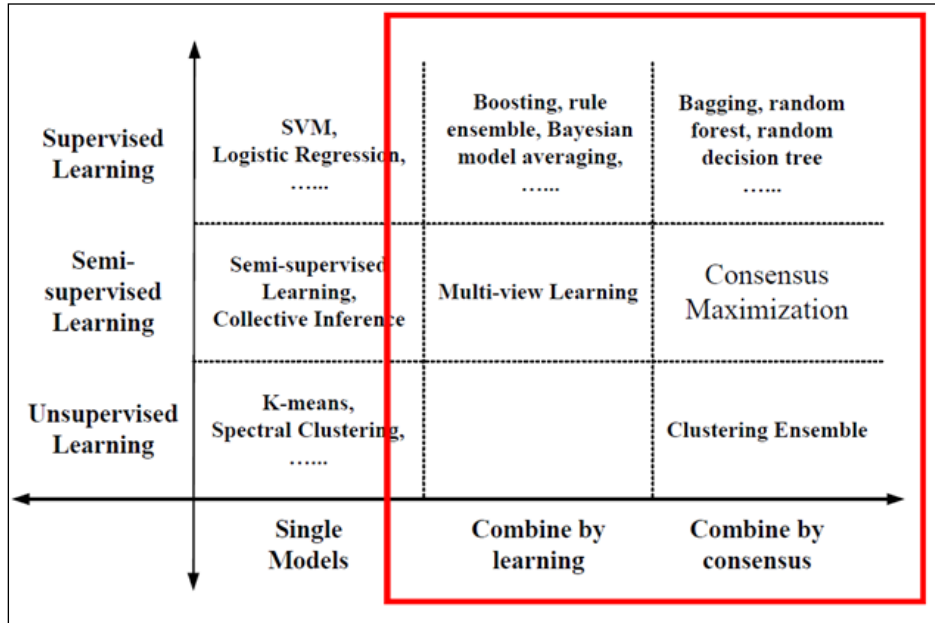 Supervised
Learning
SVM,
Logistic Regression,
…...
Boosting, rule
ensemble, Bayesian
model averaging,
…...
Bagging, random
forest, random
decision tree
…...
Semi-
supervised
Learning
Semi-supervised
Learning,
Collective Inference
Multi-view Learning
Consensus
Maximization
Unsupervised
Learning
K-means,
Spectral Clustering,
…...
Clustering Ensemble
Single
Models
Combine by
learning
Combine by
consensus